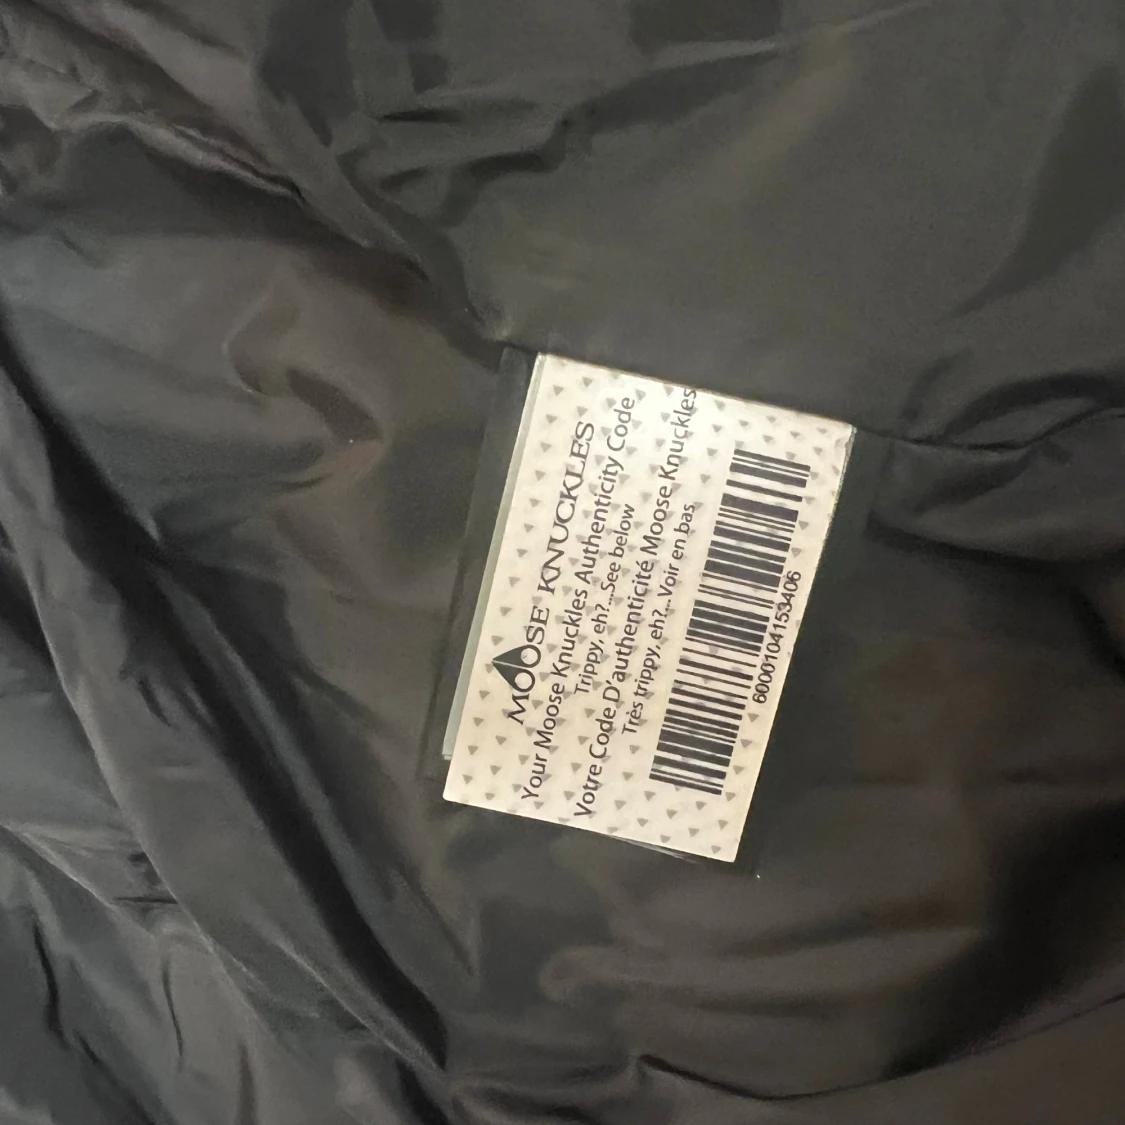 MOOSE KNUCKLES
Your Moose Knuckles Authenticity Code
Trippy, eh?...See below
Votre Code D'authenticité Moose Knuckles
Très trippy, eh?...Voir en bas
6000104153406